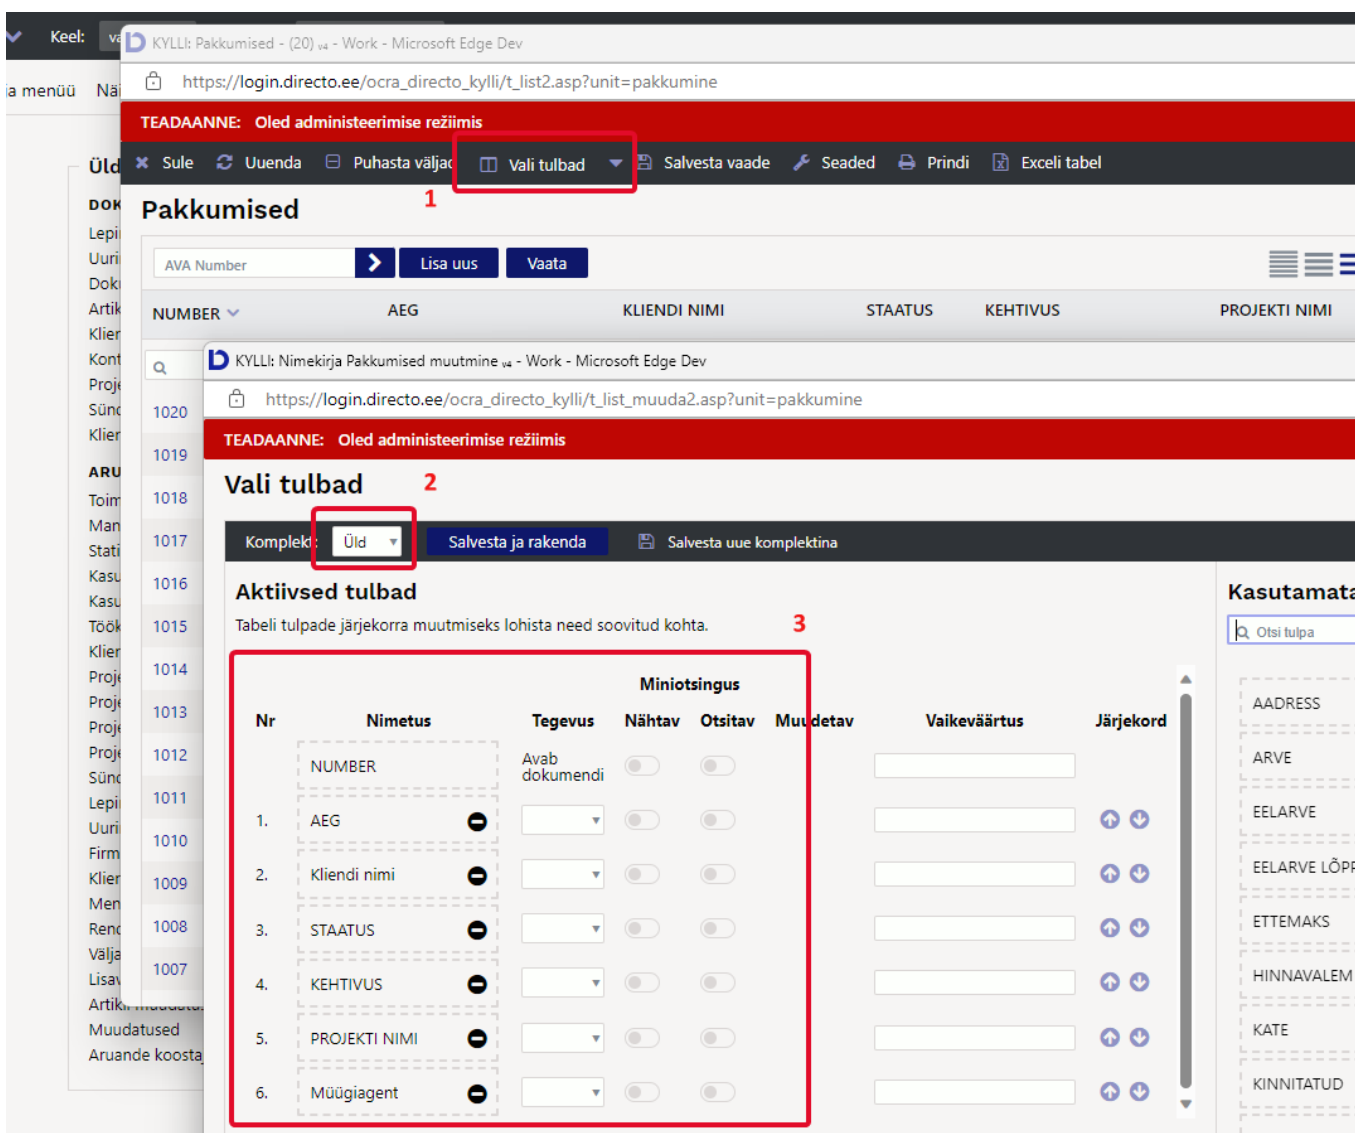 Keel:
KYLLI: Pakkumised - (20) v4 - Work - Microsoft Edge Dev
ja menüü
https://login.directo.ee/ocra_directo_kylli/t_list2.asp?unit=pakkumine
TEADAANNE: Oled administeerimise režiimis
Sule Uuenda Puhasta väljad Vali tulbad Salvesta vaade Seaded Prindi Exceli tabel
1
Pakkumised
AVA Number Lisa uus Vaata
NUMBER AEG KLIENDI NIMI STAATUS KEHTIVUS PROJEKTI NIMI
1020
1019
1018
1017
1016
1015
1014
1013
1012
1011
1010
1009
1008
1007
Muudatused
KYLLI: Nimekirja Pakkumised muutmine v4 - Work - Microsoft Edge Dev
https://login.directo.ee/ocra_directo_kylli/t_list_muuda2.asp?unit=pakkumine
TEADAANNE: Oled administeerimise režiimis
Vali tulbad
2
Komplekt: Üld Salvesta ja rakenda Salvesta uue komplektina
Aktiivsed tulbad
Tabeli tulpade järjekorra muutmiseks lohista need soovitud kohta.
3
Miniotsingus
Nr Nimetus Tegevus Nähtav Otsitav Muudetav Vaikeväärtus Järjekord
NUMBER Avab
dokumendi
1. AEG
2. Kliendi nimi
3. STAATUS
4. KEHTIVUS
5. PROJEKTI NIMI
6. Müügiagent
Kasutamata
Otsi tulpa
AADRESS
ARVE
EELARVE
EELARVE LÕPP
ETTEMAKS
HINNAVALEM
KATE
KINNITATUD